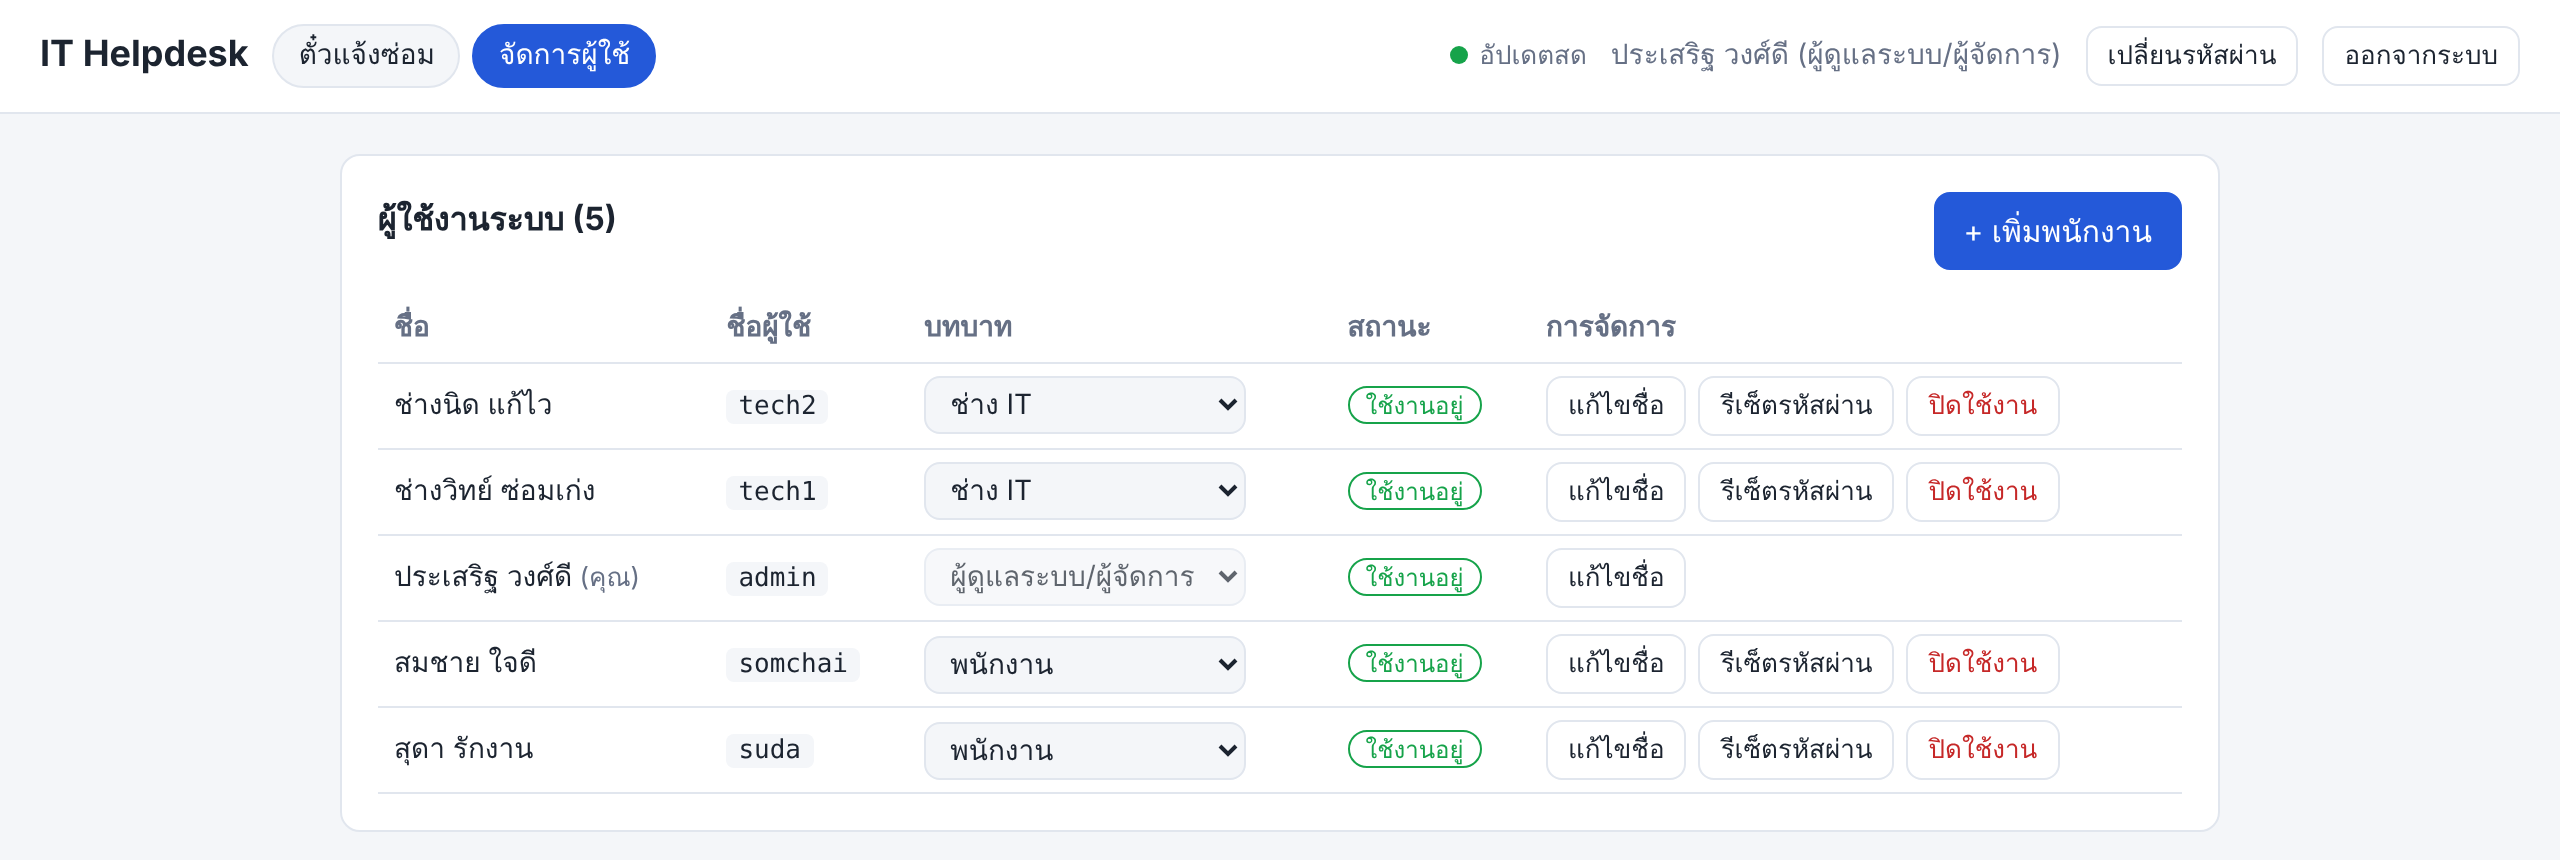 IT Helpdesk ตั๋วแจ้งซ่อม จัดการผู้ใช้ อัปเดตสด ประเสริฐ วงศ์ดี (ผู้ดูแลระบบ/ผู้จัดการ) เปลี่ยนรหัสผ่าน ออกจากระบบ
ผู้ใช้งานระบบ (5) + เพิ่มพนักงาน
ชื่อ ชื่อผู้ใช้ บทบาท สถานะ การจัดการ
ช่างนิด แก้ไว tech2 ช่าง IT ใช้งานอยู่ แก้ไขชื่อ รีเซ็ตรหัสผ่าน ปิดใช้งาน
ช่างวิทย์ ซ่อมเก่ง tech1 ช่าง IT ใช้งานอยู่ แก้ไขชื่อ รีเซ็ตรหัสผ่าน ปิดใช้งาน
ประเสริฐ วงศ์ดี (คุณ) admin ผู้ดูแลระบบ/ผู้จัดการ ใช้งานอยู่ แก้ไขชื่อ
สมชาย ใจดี somchai พนักงาน ใช้งานอยู่ แก้ไขชื่อ รีเซ็ตรหัสผ่าน ปิดใช้งาน
สุดา รักงาน suda พนักงาน ใช้งานอยู่ แก้ไขชื่อ รีเซ็ตรหัสผ่าน ปิดใช้งาน